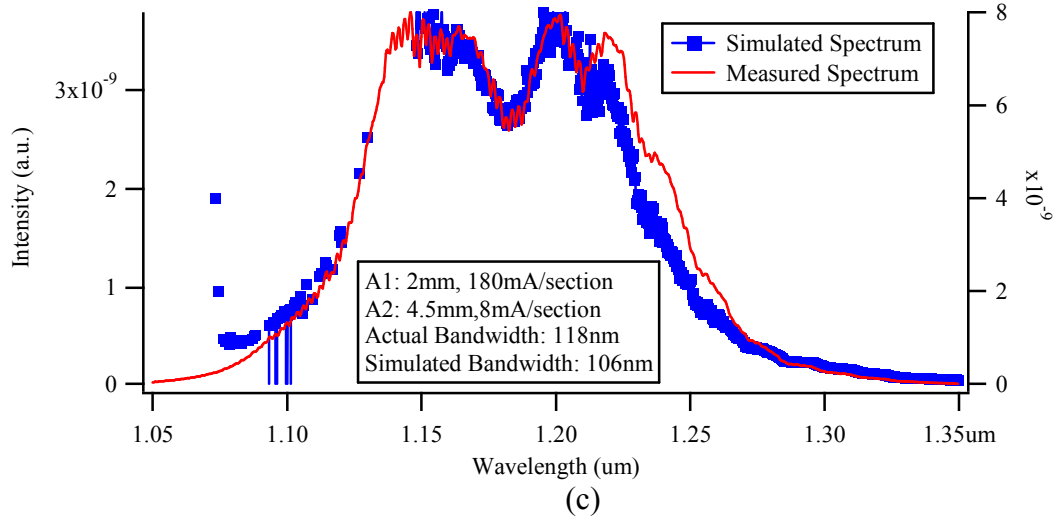 Simulated Spectrum
Measured Spectrum
Intensity (a.u.)
3x10^-9
2
1
0
8
6
4
2
0
x10^-9
A1: 2mm, 180mA/section
A2: 4.5mm,8mA/section
Actual Bandwidth: 118nm
Simulated Bandwidth: 106nm
1.05 1.10 1.15 1.20 1.25 1.30 1.35um
Wavelength (um)
(c)